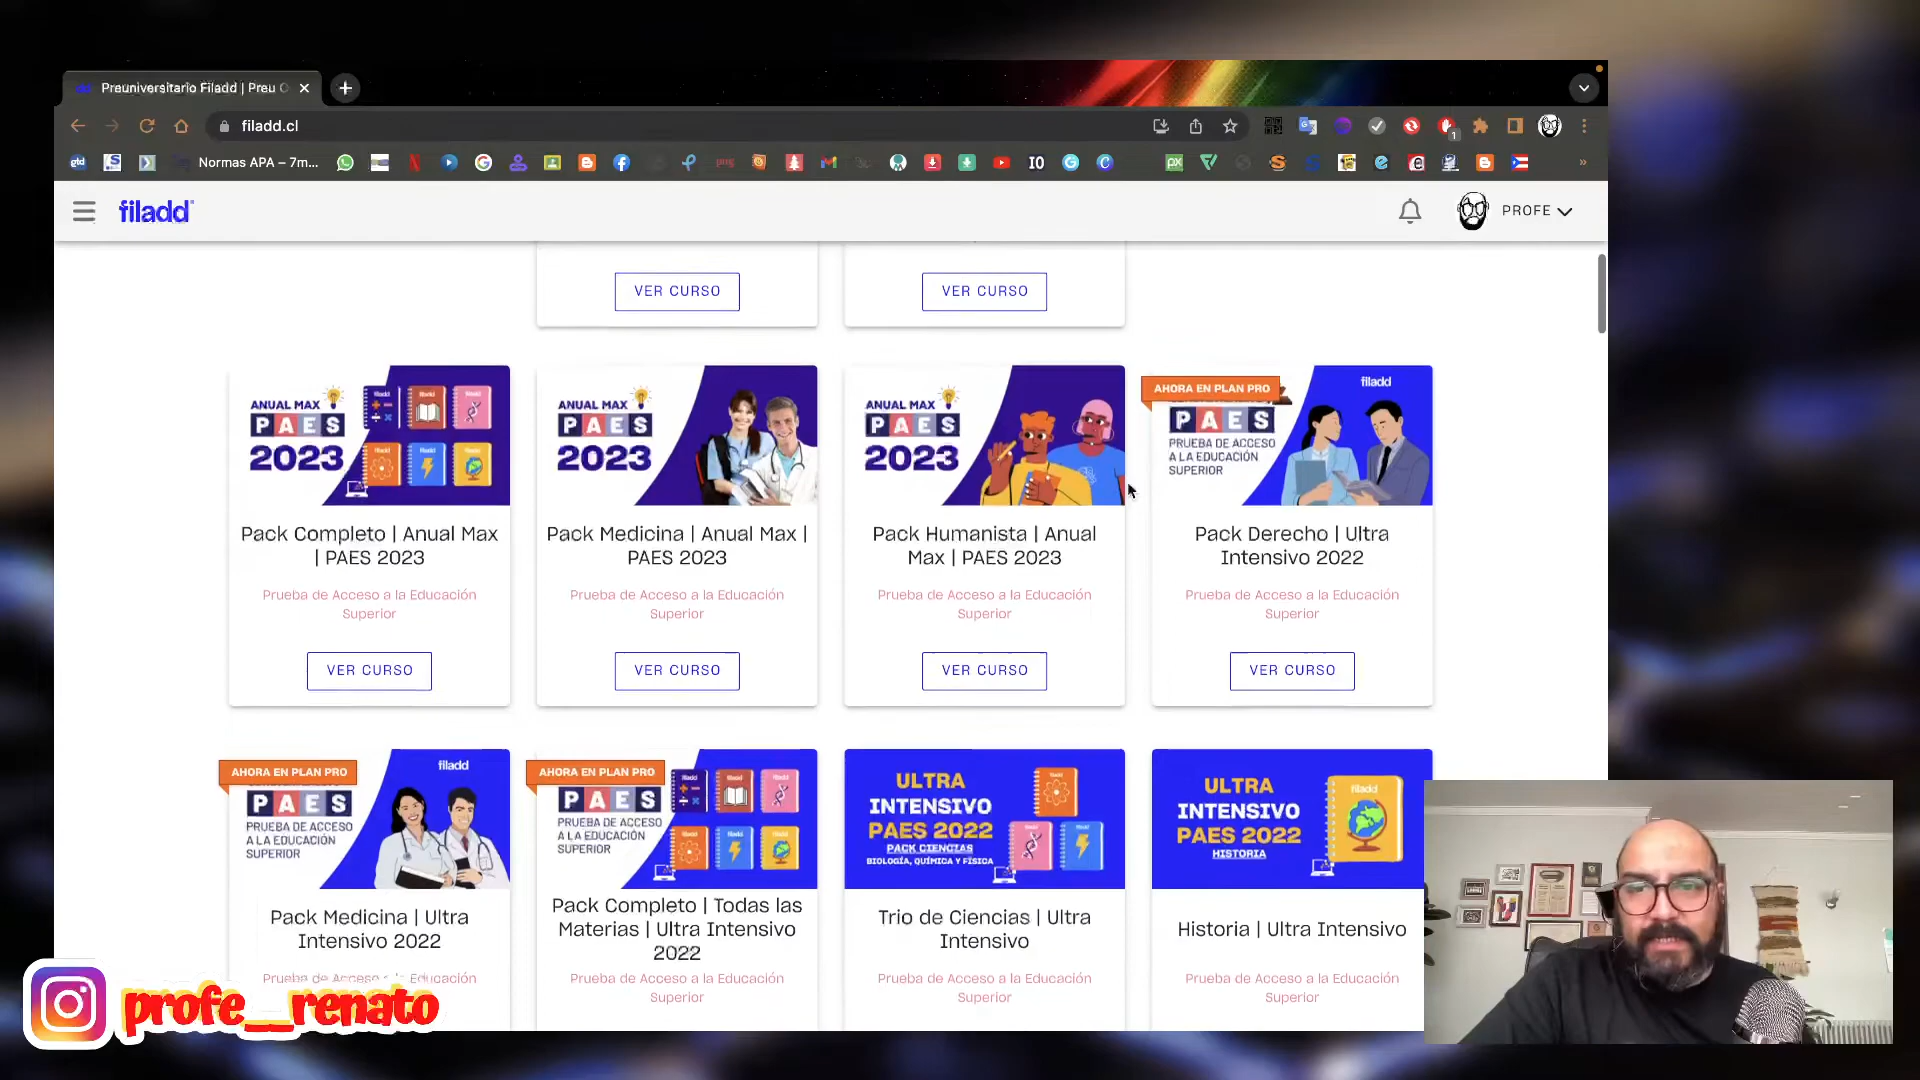 Preuniversitario Filadd | Preu O
filadd.cl
Normas APA – 7m...
filadd
PROFE
VER CURSO
VER CURSO
ANUAL MAX
PAES
2023
ANUAL MAX
PAES
2023
ANUAL MAX
PAES
2023
AHORA EN PLAN PRO
filadd
PAES
PRUEBA DE ACCESO
A LA EDUCACIÓN
SUPERIOR
Pack Completo | Anual Max
| PAES 2023
Prueba de Acceso a la Educación
Superior
VER CURSO
Pack Medicina | Anual Max |
PAES 2023
Prueba de Acceso a la Educación
Superior
VER CURSO
Pack Humanista | Anual
Max | PAES 2023
Prueba de Acceso a la Educación
Superior
VER CURSO
Pack Derecho | Ultra
Intensivo 2022
Prueba de Acceso a la Educación
Superior
VER CURSO
AHORA EN PLAN PRO
filadd
PAES
PRUEBA DE ACCESO
A LA EDUCACIÓN
SUPERIOR
Pack Medicina | Ultra
Intensivo 2022
AHORA EN PLAN PRO
PAES
PRUEBA DE ACCESO
A LA EDUCACIÓN
SUPERIOR
Pack Completo | Todas las
Materias | Ultra Intensivo
2022
Prueba de Acceso a la Educación
Superior
ULTRA
INTENSIVO
PAES 2022
PACK CIENCIAS
BIOLOGÍA, QUÍMICA Y FÍSICA
Trio de Ciencias | Ultra
Intensivo
Prueba de Acceso a la Educación
Superior
ULTRA
INTENSIVO
PAES 2022
HISTORIA
filadd
Historia | Ultra Intensivo
Prueba de Acceso a la Educación
Superior
profe__renato